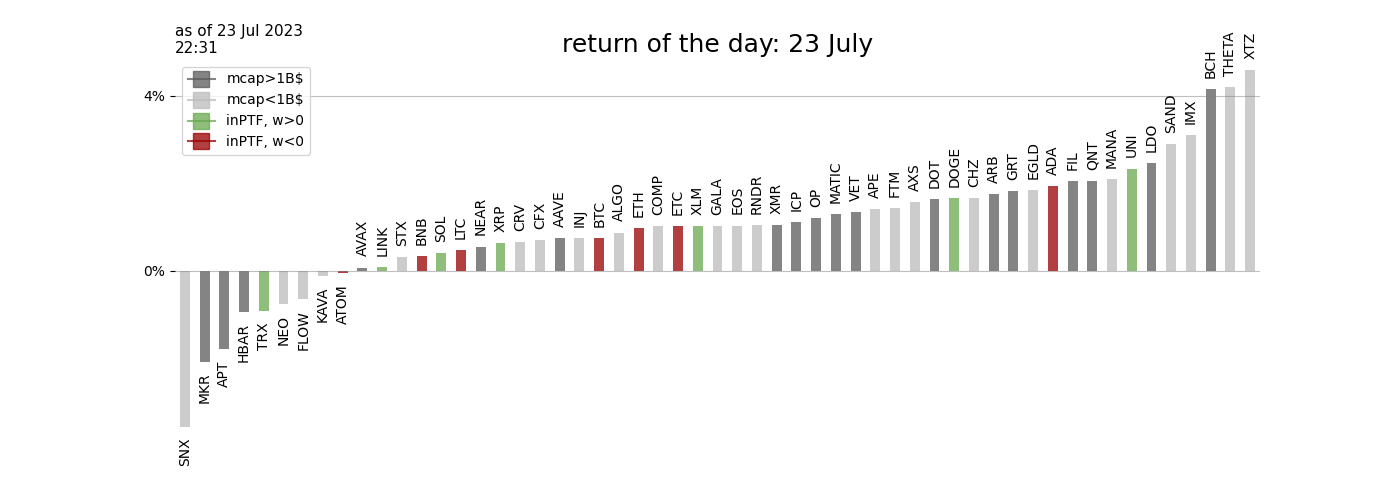 as of 23 Jul 2023
22:31
return of the day: 23 July
mcap>1B$
mcap<1B$
inPTF, w>0
inPTF, w<0
4%
0%
SNX
MKR
APT
HBAR
TRX
NEO
FLOW
KAVA
ATOM
AVAX
LINK
STX
BNB
SOL
LTC
NEAR
XRP
CRV
CFX
AAVE
INJ
BTC
ALGO
ETH
COMP
ETC
XLM
GALA
EOS
RNDR
XMR
ICP
OP
MATIC
VET
APE
FTM
AXS
DOT
DOGE
CHZ
ARB
GRT
EGLD
ADA
FIL
QNT
MANA
UNI
LDO
SAND
IMX
BCH
THETA
XTZ